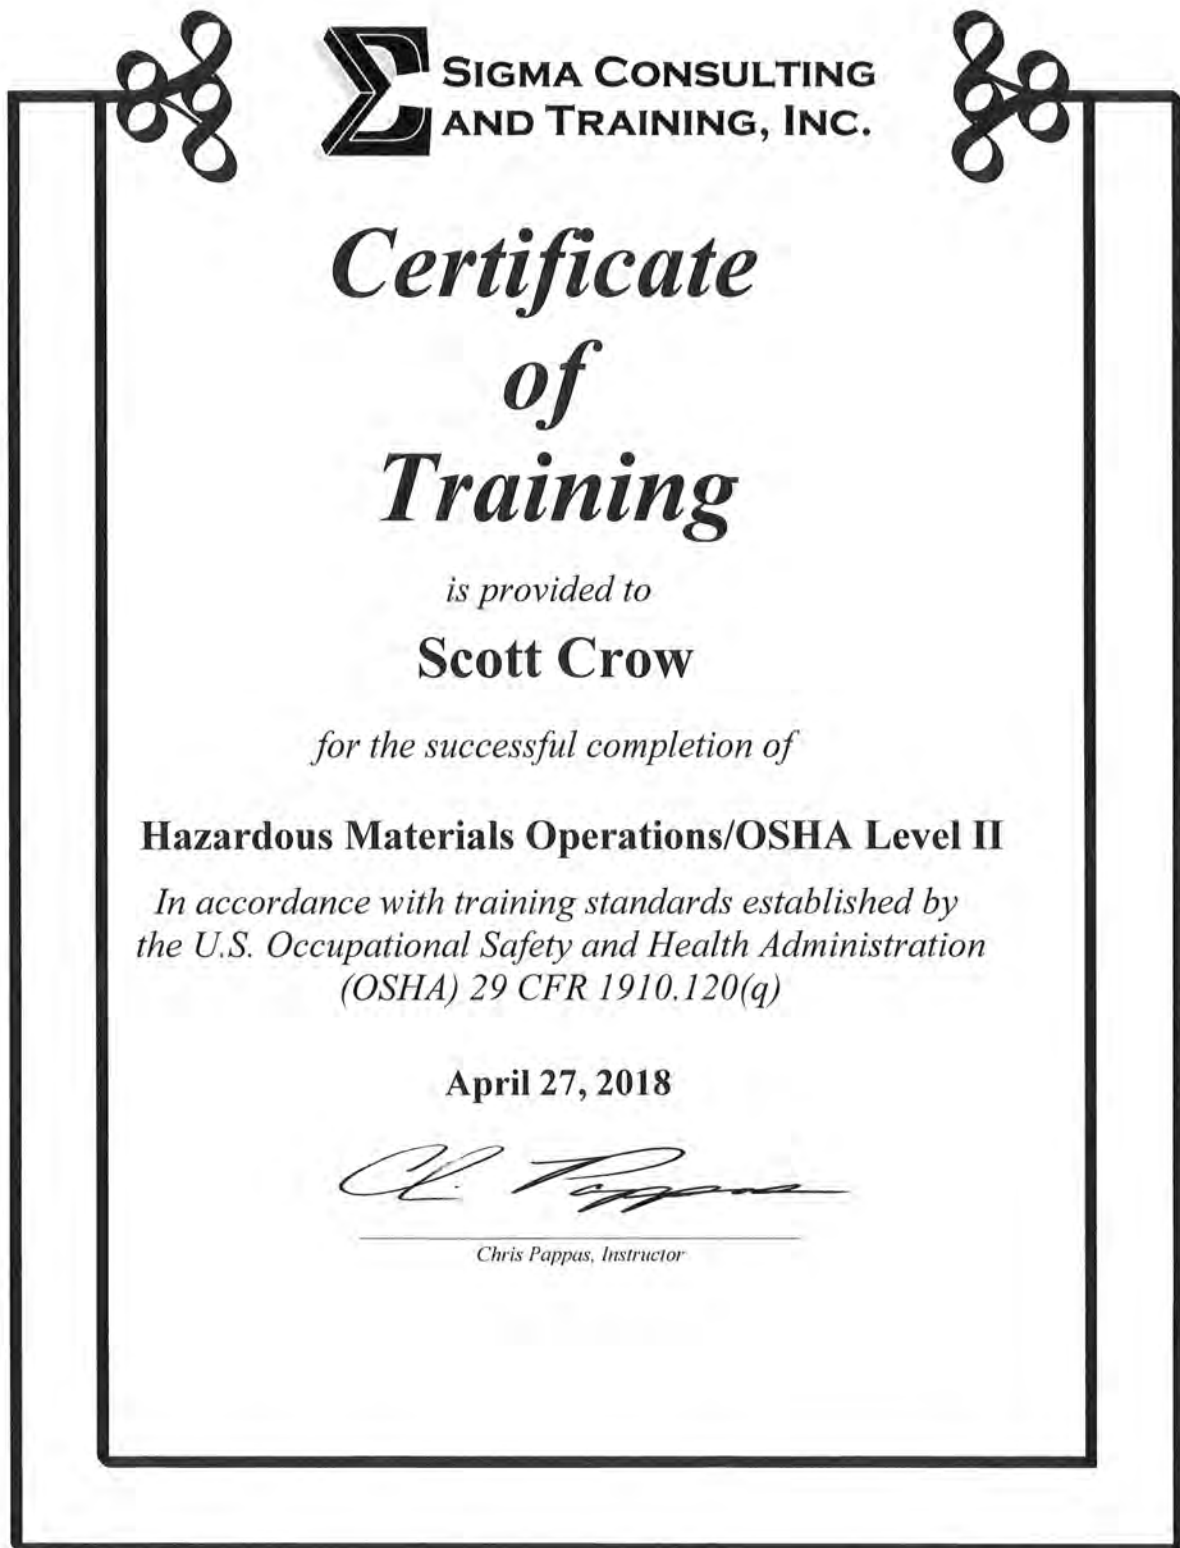 SIGMA CONSULTING
AND TRAINING, INC.
Certificate
of
Training
is provided to
Scott Crow
for the successful completion of
Hazardous Materials Operations/OSHA Level II
In accordance with training standards established by
the U.S. Occupational Safety and Health Administration
(OSHA) 29 CFR 1910.120(q)
April 27, 2018
Ch. Pappas
Chris Pappas, Instructor